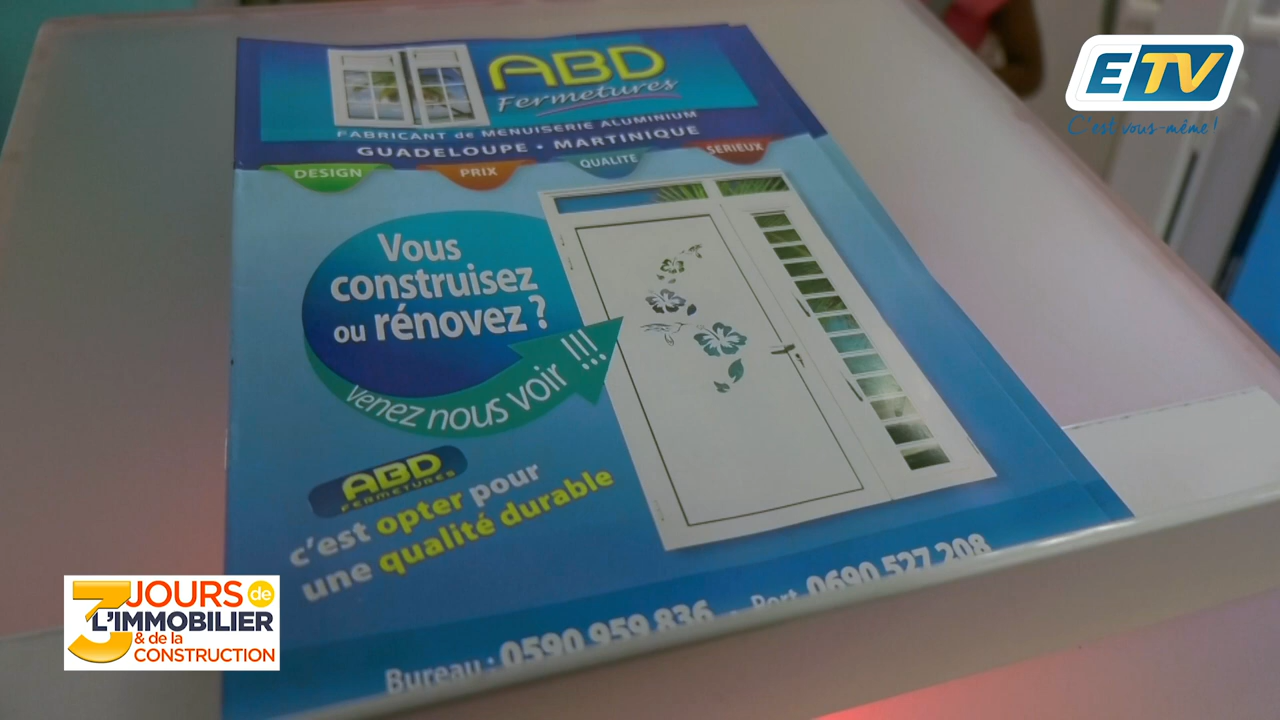 ETV
C'est vous-même !
ABD
Fermetures
FABRICANT de MENUISERIE ALUMINIUM
GUADELOUPE • MARTINIQUE
DESIGN PRIX QUALITÉ SERIEUX
Vous
construisez
ou rénovez ?
venez nous voir !!!
ABD
FERMETURES
c'est opter pour
une qualité durable
Bureau : 0590 959 836 - Port. 0690 527 208
3 JOURS de
L'IMMOBILIER
& de la
CONSTRUCTION